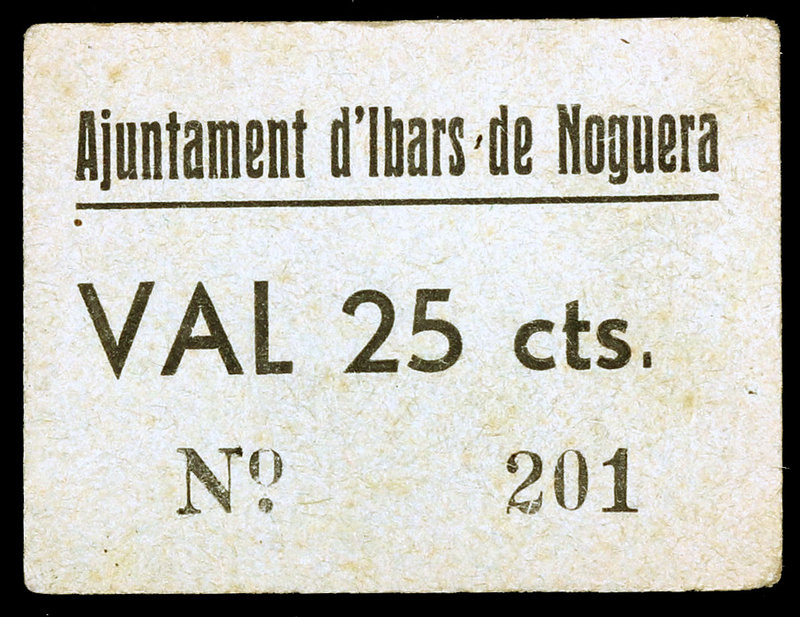 Ajuntament d'Ibars de Noguera
VAL 25 cts.
Nº 201